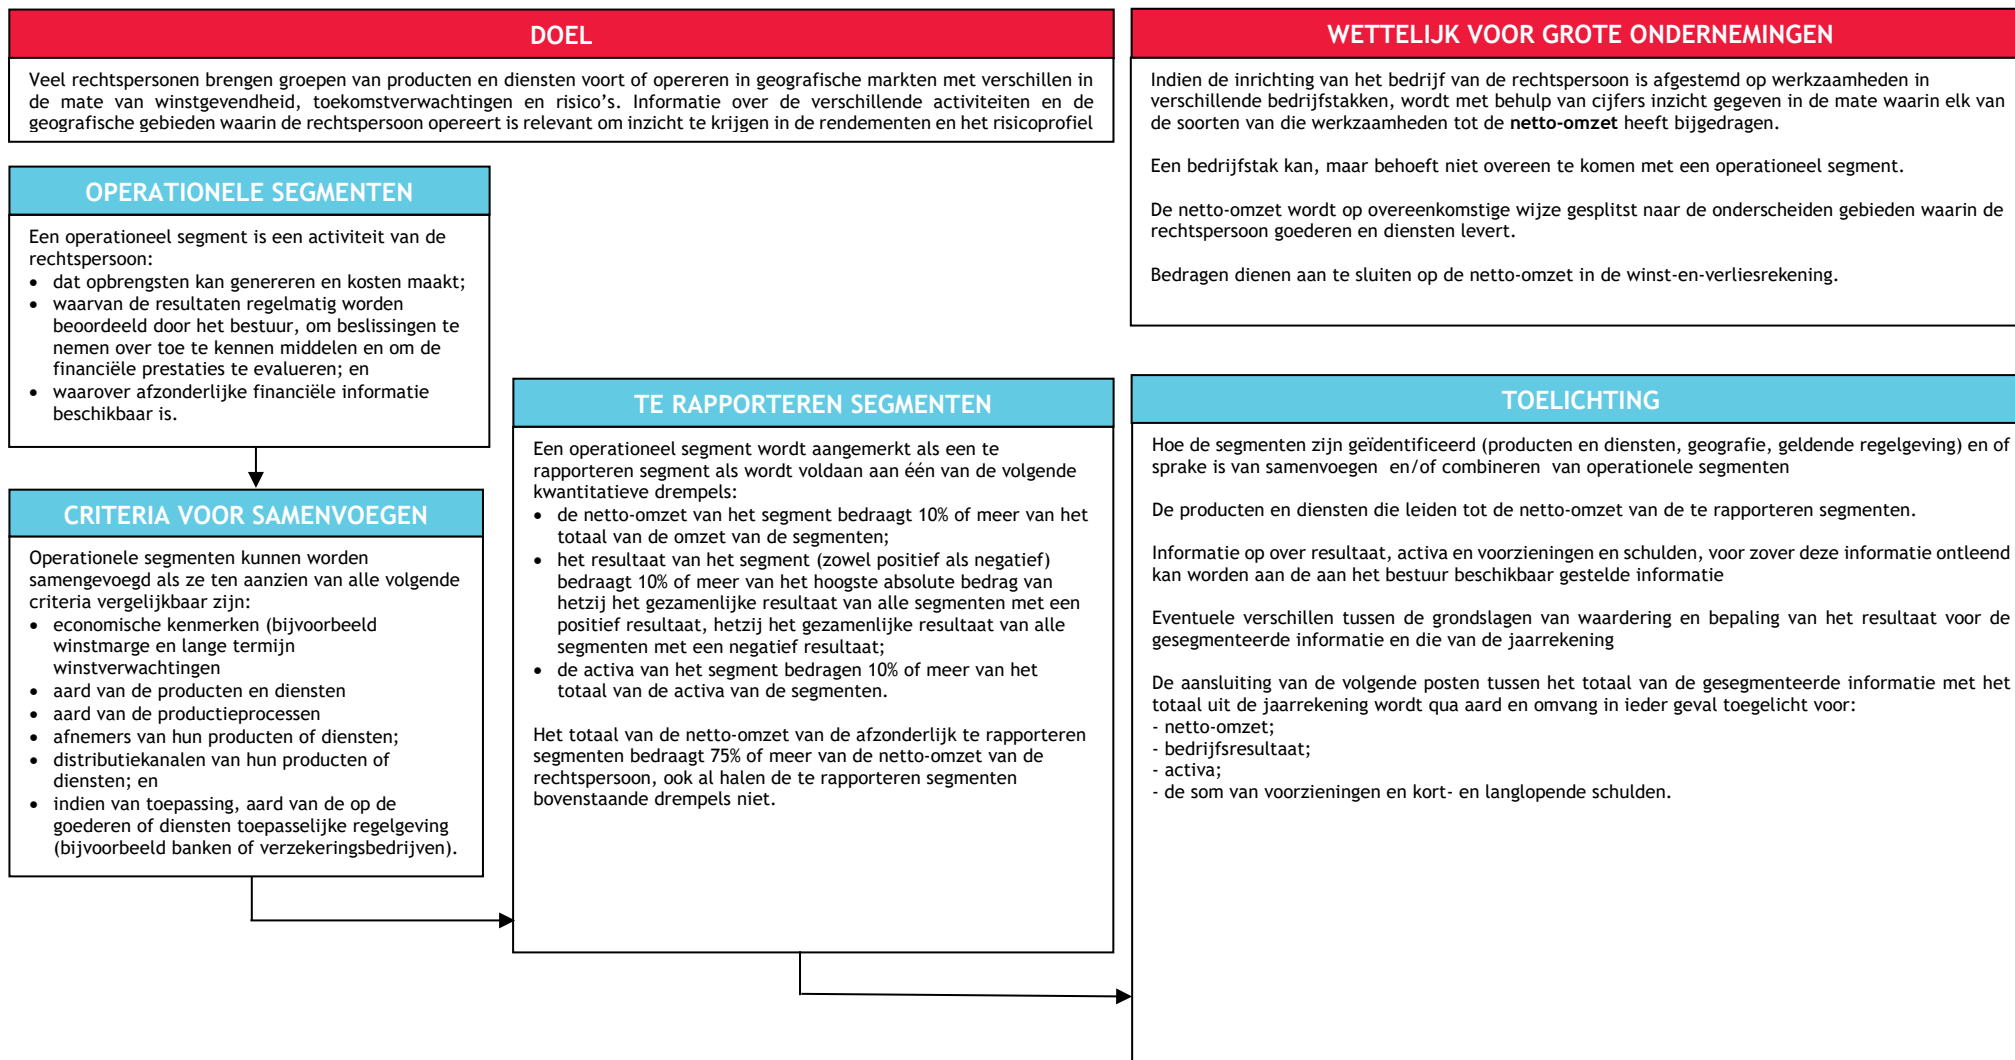 DOEL
Veel rechtspersonen brengen groepen van producten en diensten voort of opereren in geografische markten met verschillen in
de mate van winstgevendheid, toekomstverwachtingen en risico’s. Informatie over de verschillende activiteiten en de
geografische gebieden waarin de rechtspersoon opereert is relevant om inzicht te krijgen in de rendementen en het risicoprofiel
WETTELIJK VOOR GROTE ONDERNEMINGEN
Indien de inrichting van het bedrijf van de rechtspersoon is afgestemd op werkzaamheden in
verschillende bedrijfstakken, wordt met behulp van cijfers inzicht gegeven in de mate waarin elk van
de soorten van die werkzaamheden tot de netto-omzet heeft bijgedragen.
Een bedrijfstak kan, maar behoeft niet overeen te komen met een operationeel segment.
De netto-omzet wordt op overeenkomstige wijze gesplitst naar de onderscheiden gebieden waarin de
rechtspersoon goederen en diensten levert.
Bedragen dienen aan te sluiten op de netto-omzet in de winst-en-verliesrekening.
OPERATIONELE SEGMENTEN
Een operationeel segment is een activiteit van de
rechtspersoon:
• dat opbrengsten kan genereren en kosten maakt;
• waarvan de resultaten regelmatig worden
beoordeeld door het bestuur, om beslissingen te
nemen over toe te kennen middelen en om de
financiële prestaties te evalueren; en
• waarover afzonderlijke financiële informatie
beschikbaar is.
CRITERIA VOOR SAMENVOEGEN
Operationele segmenten kunnen worden
samengevoegd als ze ten aanzien van alle volgende
criteria vergelijkbaar zijn:
• economische kenmerken (bijvoorbeeld
winstmarge en lange termijn
winstverwachtingen
• aard van de producten en diensten
• aard van de productieprocessen
• afnemers van hun producten of diensten;
• distributiekanalen van hun producten of
diensten; en
• indien van toepassing, aard van de op de
goederen of diensten toepasselijke regelgeving
(bijvoorbeeld banken of verzekeringsbedrijven).
TE RAPPORTEREN SEGMENTEN
Een operationeel segment wordt aangemerkt als een te
rapporteren segment als wordt voldaan aan één van de volgende
kwantitatieve drempels:
• de netto-omzet van het segment bedraagt 10% of meer van het
totaal van de omzet van de segmenten;
• het resultaat van het segment (zowel positief als negatief)
bedraagt 10% of meer van het hoogste absolute bedrag van
hetzij het gezamenlijke resultaat van alle segmenten met een
positief resultaat, hetzij het gezamenlijke resultaat van alle
segmenten met een negatief resultaat;
• de activa van het segment bedragen 10% of meer van het
totaal van de activa van de segmenten.
Het totaal van de netto-omzet van de afzonderlijk te rapporteren
segmenten bedraagt 75% of meer van de netto-omzet van de
rechtspersoon, ook al halen de te rapporteren segmenten
bovenstaande drempels niet.
TOELICHTING
Hoe de segmenten zijn geïdentificeerd (producten en diensten, geografie, geldende regelgeving) en of
sprake is van samenvoegen en/of combineren van operationele segmenten
De producten en diensten die leiden tot de netto-omzet van de te rapporteren segmenten.
Informatie op over resultaat, activa en voorzieningen en schulden, voor zover deze informatie ontleend
kan worden aan de aan het bestuur beschikbaar gestelde informatie
Eventuele verschillen tussen de grondslagen van waardering en bepaling van het resultaat voor de
gesegmenteerde informatie en die van de jaarrekening
De aansluiting van de volgende posten tussen het totaal van de gesegmenteerde informatie met het
totaal uit de jaarrekening wordt qua aard en omvang in ieder geval toegelicht voor:
- netto-omzet;
- bedrijfsresultaat;
- activa;
- de som van voorzieningen en kort- en langlopende schulden.